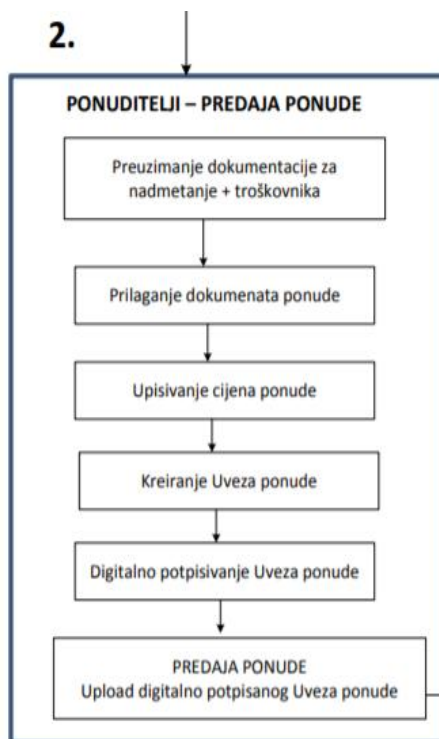 2.
PONUDITELJI – PREDAJA PONUDE
Preuzimanje dokumentacije za
nadmetanje + troškovnika
Prilaganje dokumenata ponude
Upisivanje cijena ponude
Kreiranje Uveza ponude
Digitalno potpisivanje Uveza ponude
PREDAJA PONUDE
Upload digitalno potpisanog Uveza ponude